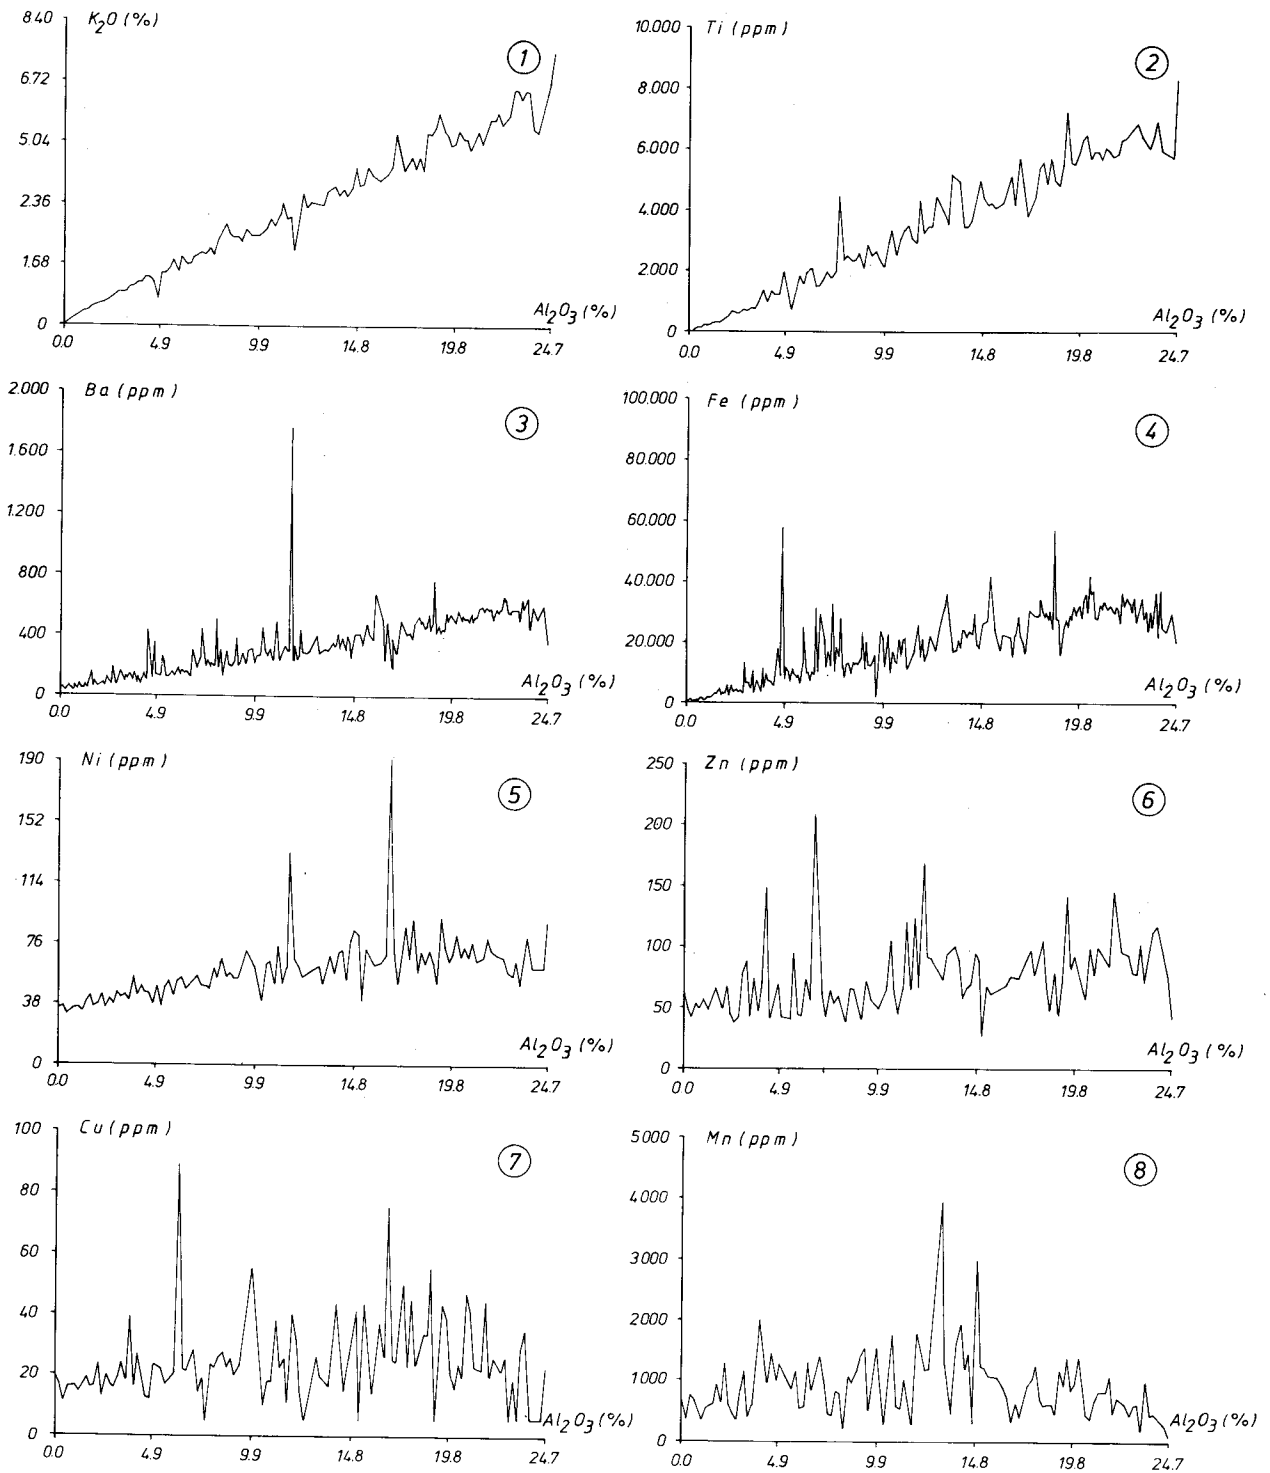 K2O (%)
1
8.40
6.72
5.04
2.36
1.68
0
Al2O3 (%)
0.0 4.9 9.9 14.8 19.8 24.7
Ti (ppm)
2
10.000
8.000
6.000
4.000
2.000
0
Al2O3 (%)
0.0 4.9 9.9 14.8 19.8 24.7
Ba (ppm)
3
2.000
1.600
1.200
800
400
0
Al2O3 (%)
0.0 4.9 9.9 14.8 19.8 24.7
Fe (ppm)
4
100.000
80.000
60.000
40.000
20.000
0
Al2O3 (%)
0.0 4.9 9.9 14.8 19.8 24.7
Ni (ppm)
5
190
152
114
76
38
0
Al2O3 (%)
0.0 4.9 9.9 14.8 19.8 24.7
Zn (ppm)
6
250
200
150
100
50
0
Al2O3 (%)
0.0 4.9 9.9 14.8 19.8 24.7
Cu (ppm)
7
100
80
60
40
20
0
Al2O3 (%)
0.0 4.9 9.9 14.8 19.8 24.7
Mn (ppm)
8
5000
4000
3000
2000
1000
0
Al2O3 (%)
0.0 4.9 9.9 14.8 19.8 24.7